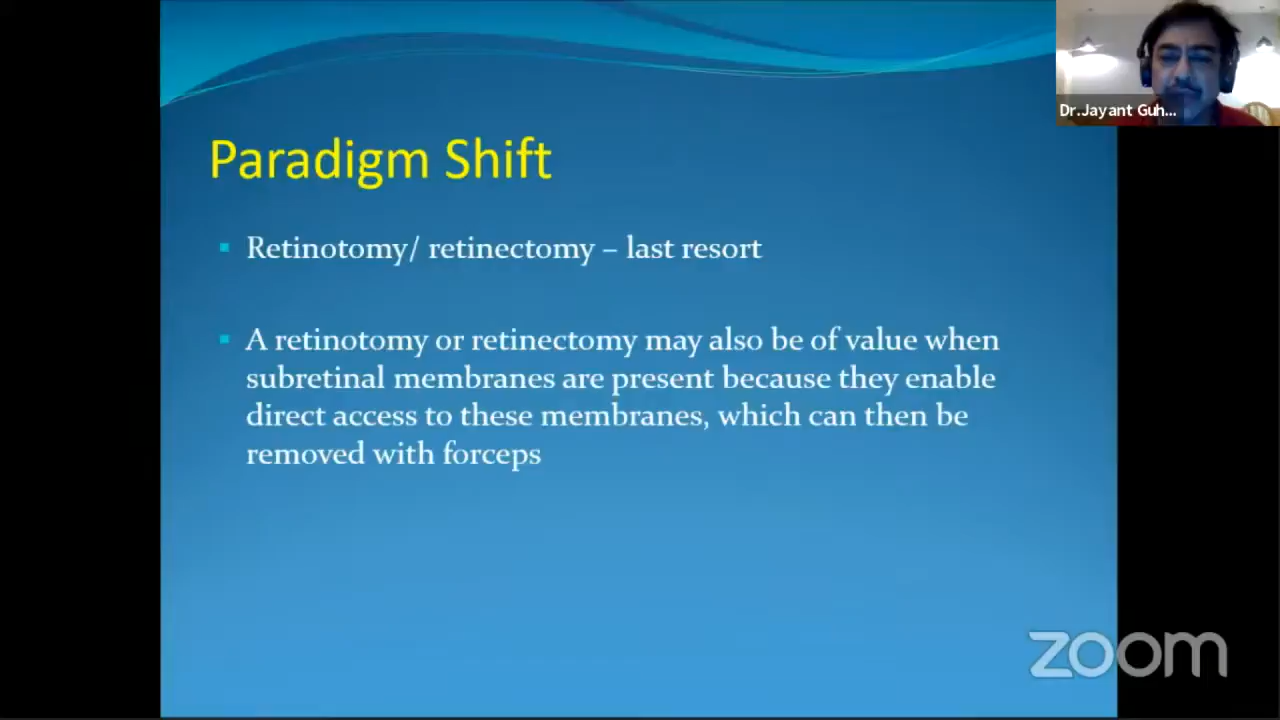 Dr.Jayant Guh...
Paradigm Shift
Retinotomy/ retinectomy – last resort
A retinotomy or retinectomy may also be of value when
subretinal membranes are present because they enable
direct access to these membranes, which can then be
removed with forceps
zoom